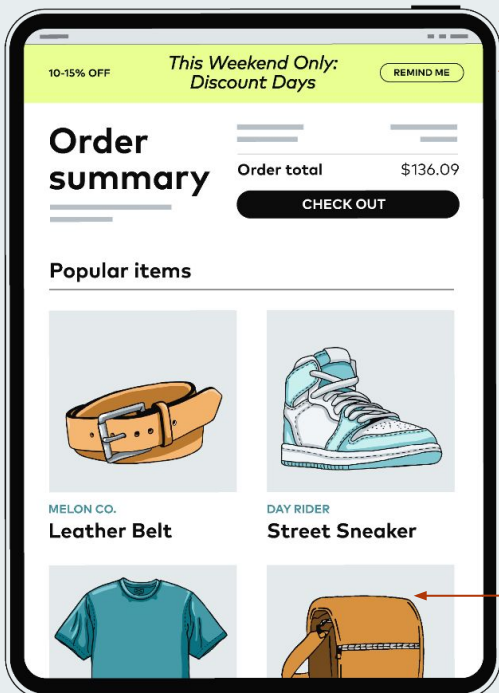 10-15% OFF
This Weekend Only:
Discount Days
REMIND ME
Order
summary
Order total $136.09
CHECK OUT
Popular items
MELON CO.
Leather Belt
DAY RIDER
Street Sneaker